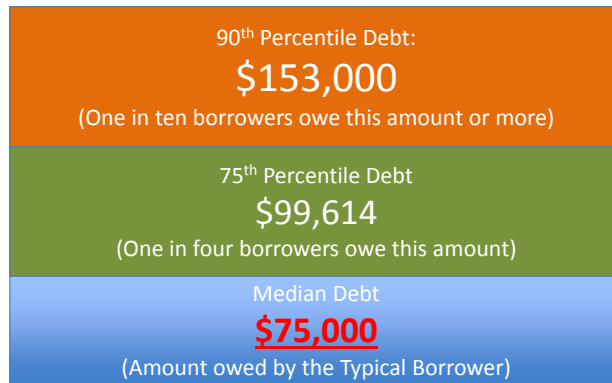 90th Percentile Debt:
$153,000
(One in ten borrowers owe this amount or more)
75th Percentile Debt
$99,614
(One in four borrowers owe this amount)
Median Debt
$75,000
(Amount owed by the Typical Borrower)